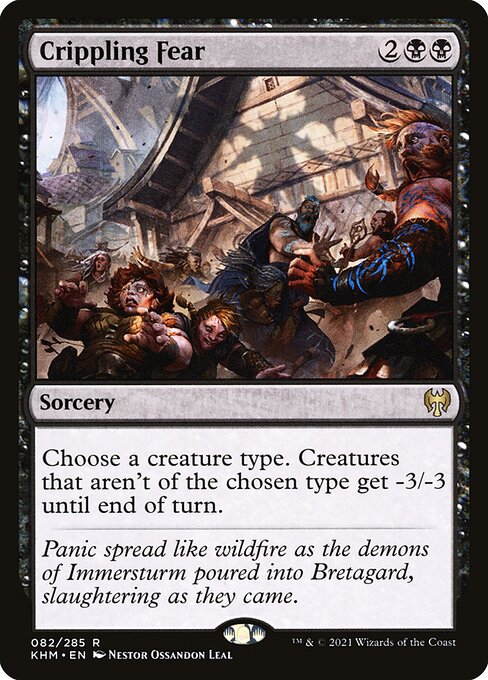 Crippling Fear 2
Sorcery
Choose a creature type. Creatures
that aren't of the chosen type get -3/-3
until end of turn.
Panic spread like wildfire as the demons
of Immersturm poured into Bretagard,
slaughtering as they came.
082/285 R
KHM • EN Nestor Ossandon Leal
™ & © 2021 Wizards of the Coast